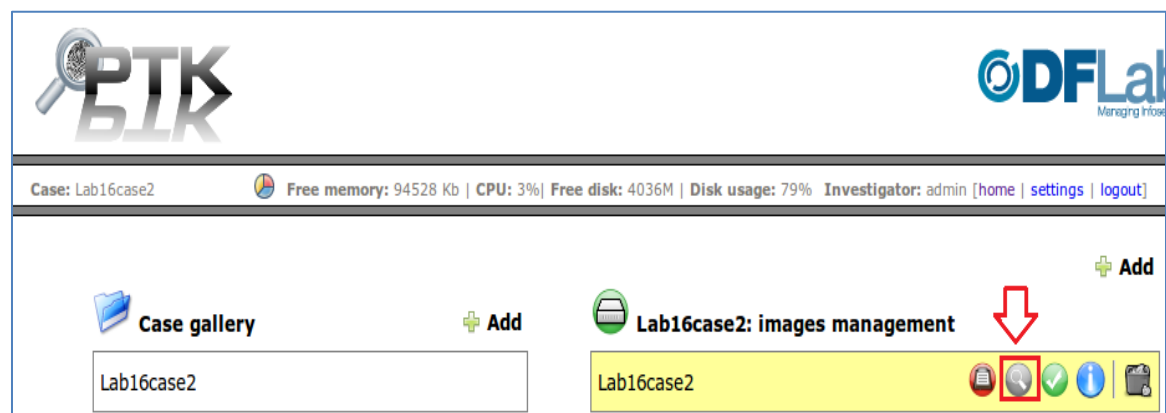 PTK
DFLab
Managing Infose
Case: Lab16case2 Free memory: 94528 Kb | CPU: 3%| Free disk: 4036M | Disk usage: 79% Investigator: admin [home | settings | logout]
Add
Case gallery Add Lab16case2: images management
Lab16case2 Lab16case2